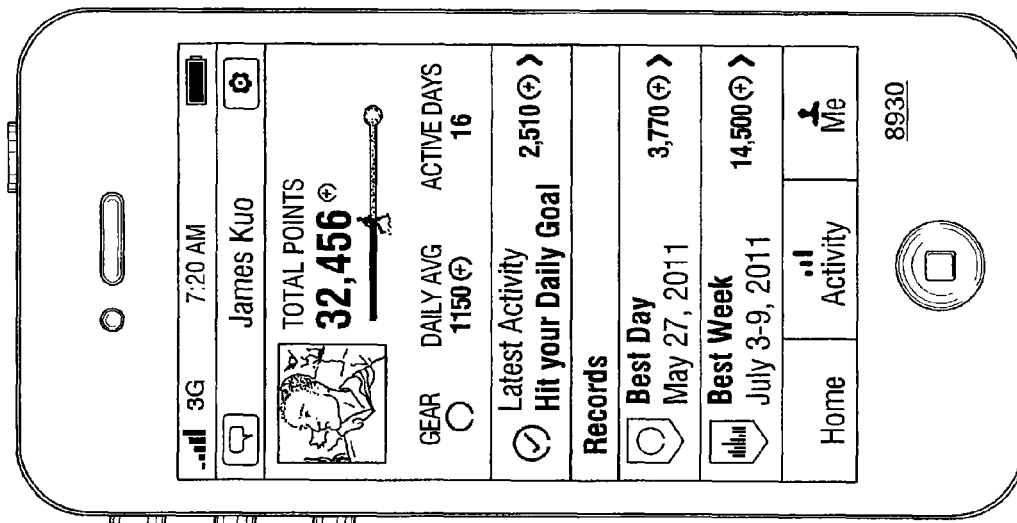 3G 7:20 AM
James Kuo
TOTAL POINTS
32,456
GEAR DAILY AVG ACTIVE DAYS
1150 16
Latest Activity
Hit your Daily Goal 2,510
Records
Best Day
May 27, 2011 3,770
Best Week
July 3-9, 2011 14,500
Home Activity Me
8930